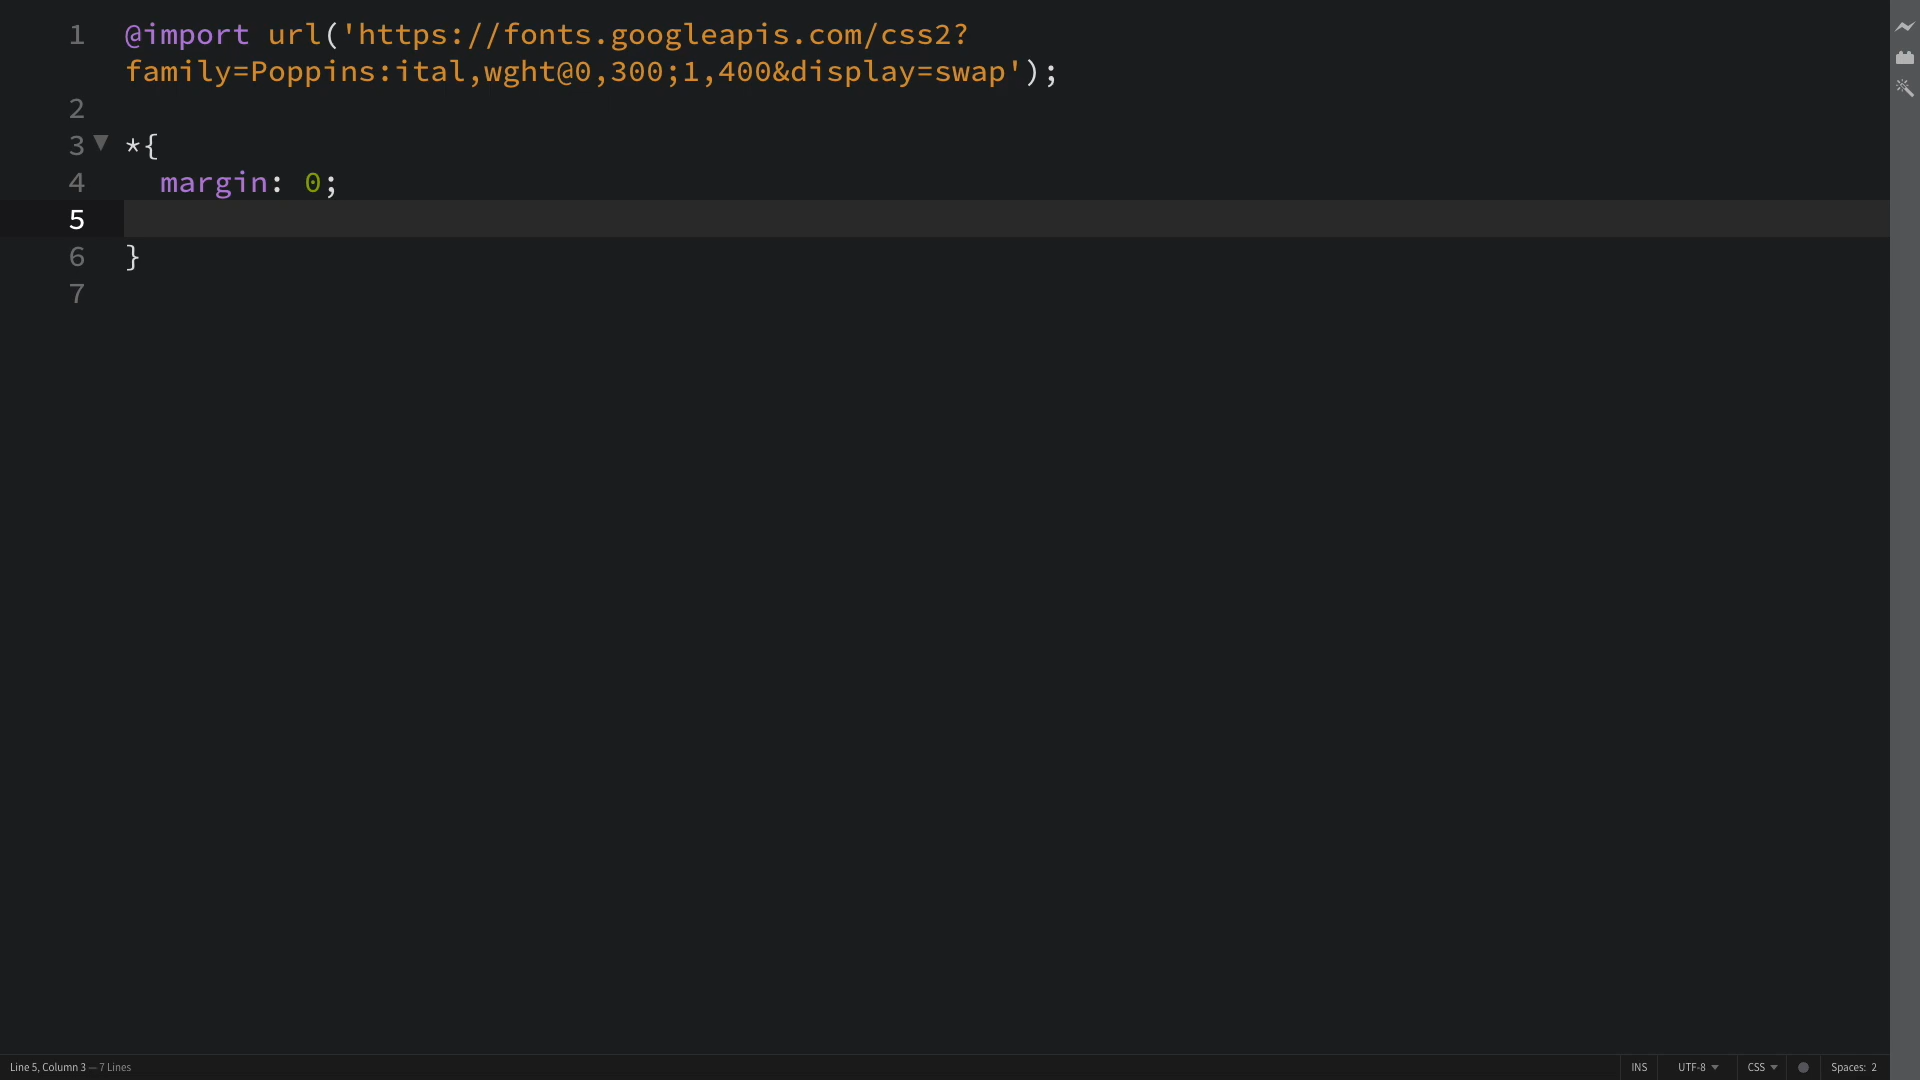 1 @import url('https://fonts.googleapis.com/css2?
family=Poppins:ital,wght@0,300;1,400&display=swap');
2
3 *{
4 margin: 0;
5
6 }
7
Line 5, Column 3 — 7 Lines INS UTF-8 CSS Spaces: 2